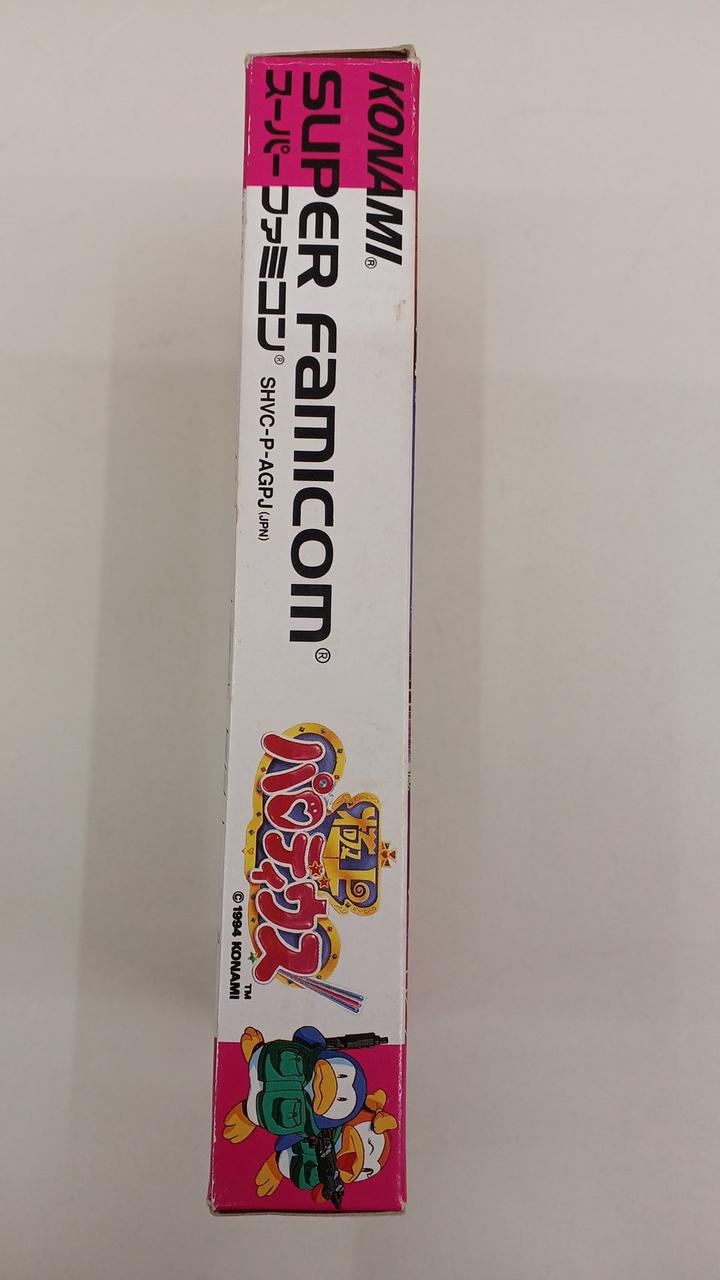 KONAMI®
SUPER FAMICOM®
スーパーファミコン®
SHVC-P-AGPJ (JPN)
極上
パロディウス
TM
© 1994 KONAMI